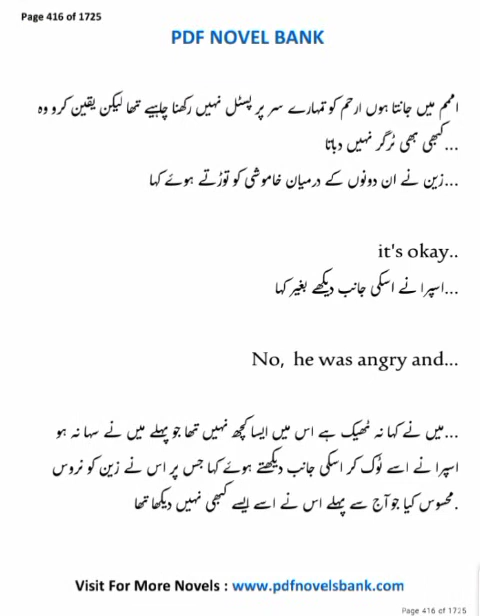 Page 416 of 1725
PDF NOVEL BANK
اممم میں جانتا ہوں ارحم کو تمہارے سر پر پسٹل نہیں رکھنا چاہیے تھا لیکن یقین کرو وہ
کبھی بھی ٹرگر نہیں دباتا...
زین نے ان دونوں کے درمیان خاموشی کو توڑتے ہوئے کہا...
it's okay..
اسپرا نے اسکی جانب دیکھے بغیر کہا...
No, he was angry and...
میں نے کہا نہ ٹھیک ہے اس میں ایسا کچھ نہیں تھا جو پہلے میں نے سہا نہ ہو...
اسپرا نے اسے ٹوک کر اسکی جانب دیکھتے ہوئے کہا جس پر اس نے زین کو نروس
محسوس کیا جو آج سے پہلے اس نے اسے ایسے کبھی نہیں دیکھا تھا.
Visit For More Novels : www.pdfnovelsbank.com
Page 416 of 1725